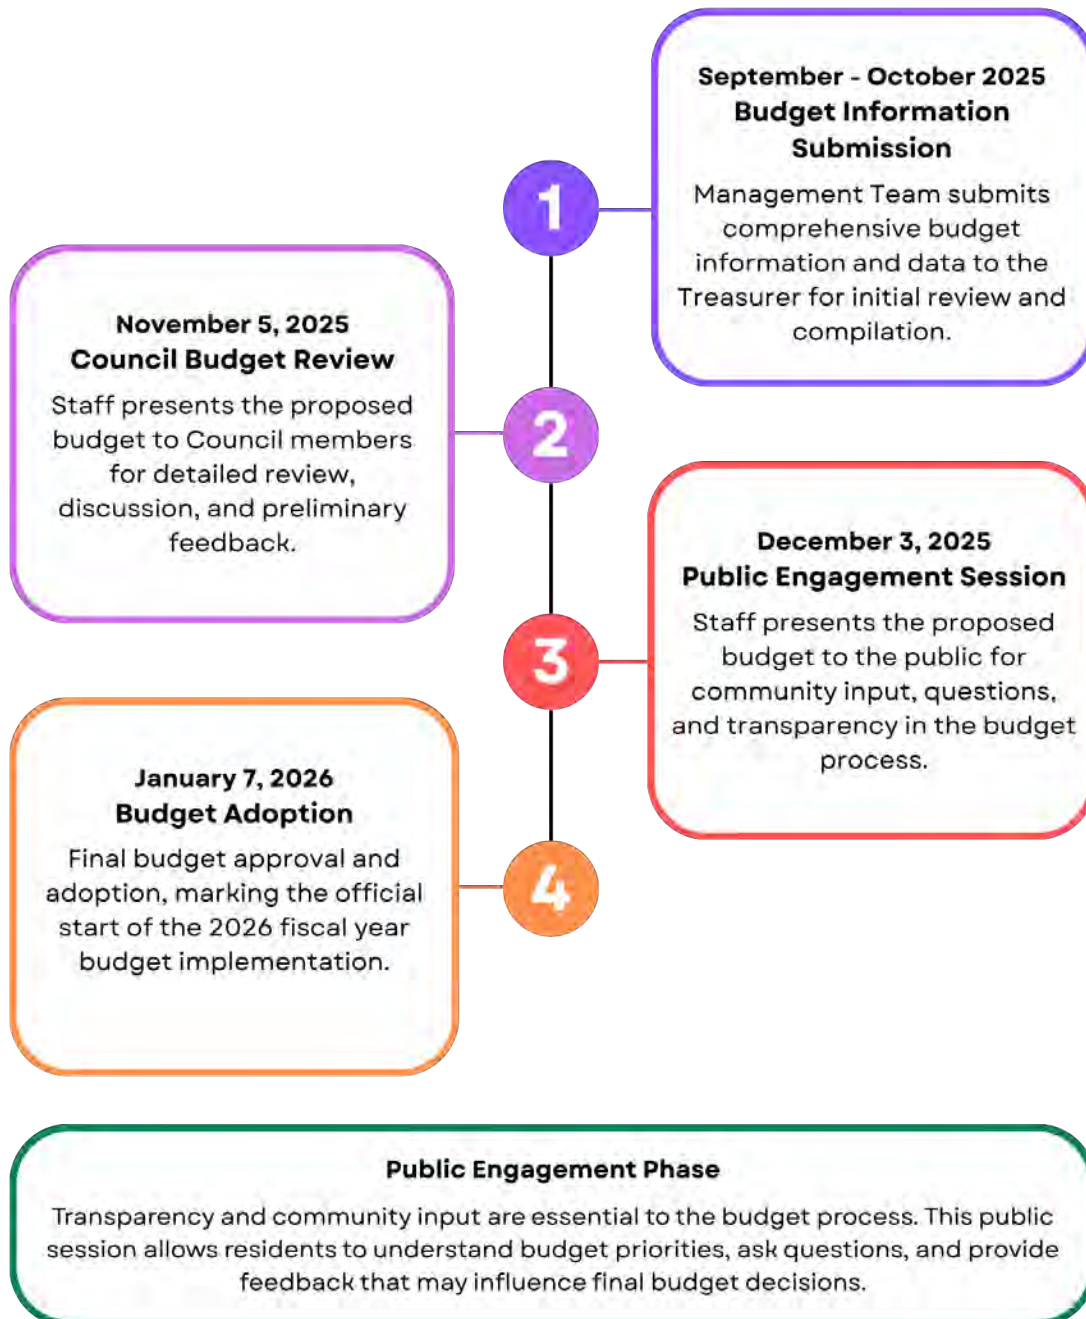 September - October 2025
Budget Information
Submission
Management Team submits
comprehensive budget
information and data to the
Treasurer for initial review and
compilation.
1
November 5, 2025
Council Budget Review
Staff presents the proposed
budget to Council members
for detailed review,
discussion, and preliminary
feedback.
2
December 3, 2025
Public Engagement Session
Staff presents the proposed
budget to the public for
community input, questions,
and transparency in the budget
process.
3
January 7, 2026
Budget Adoption
Final budget approval and
adoption, marking the official
start of the 2026 fiscal year
budget implementation.
4
Public Engagement Phase
Transparency and community input are essential to the budget process. This public
session allows residents to understand budget priorities, ask questions, and provide
feedback that may influence final budget decisions.